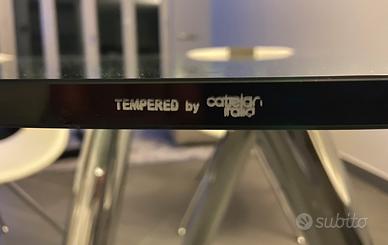 TEMPERED by cattelan
italia
subito